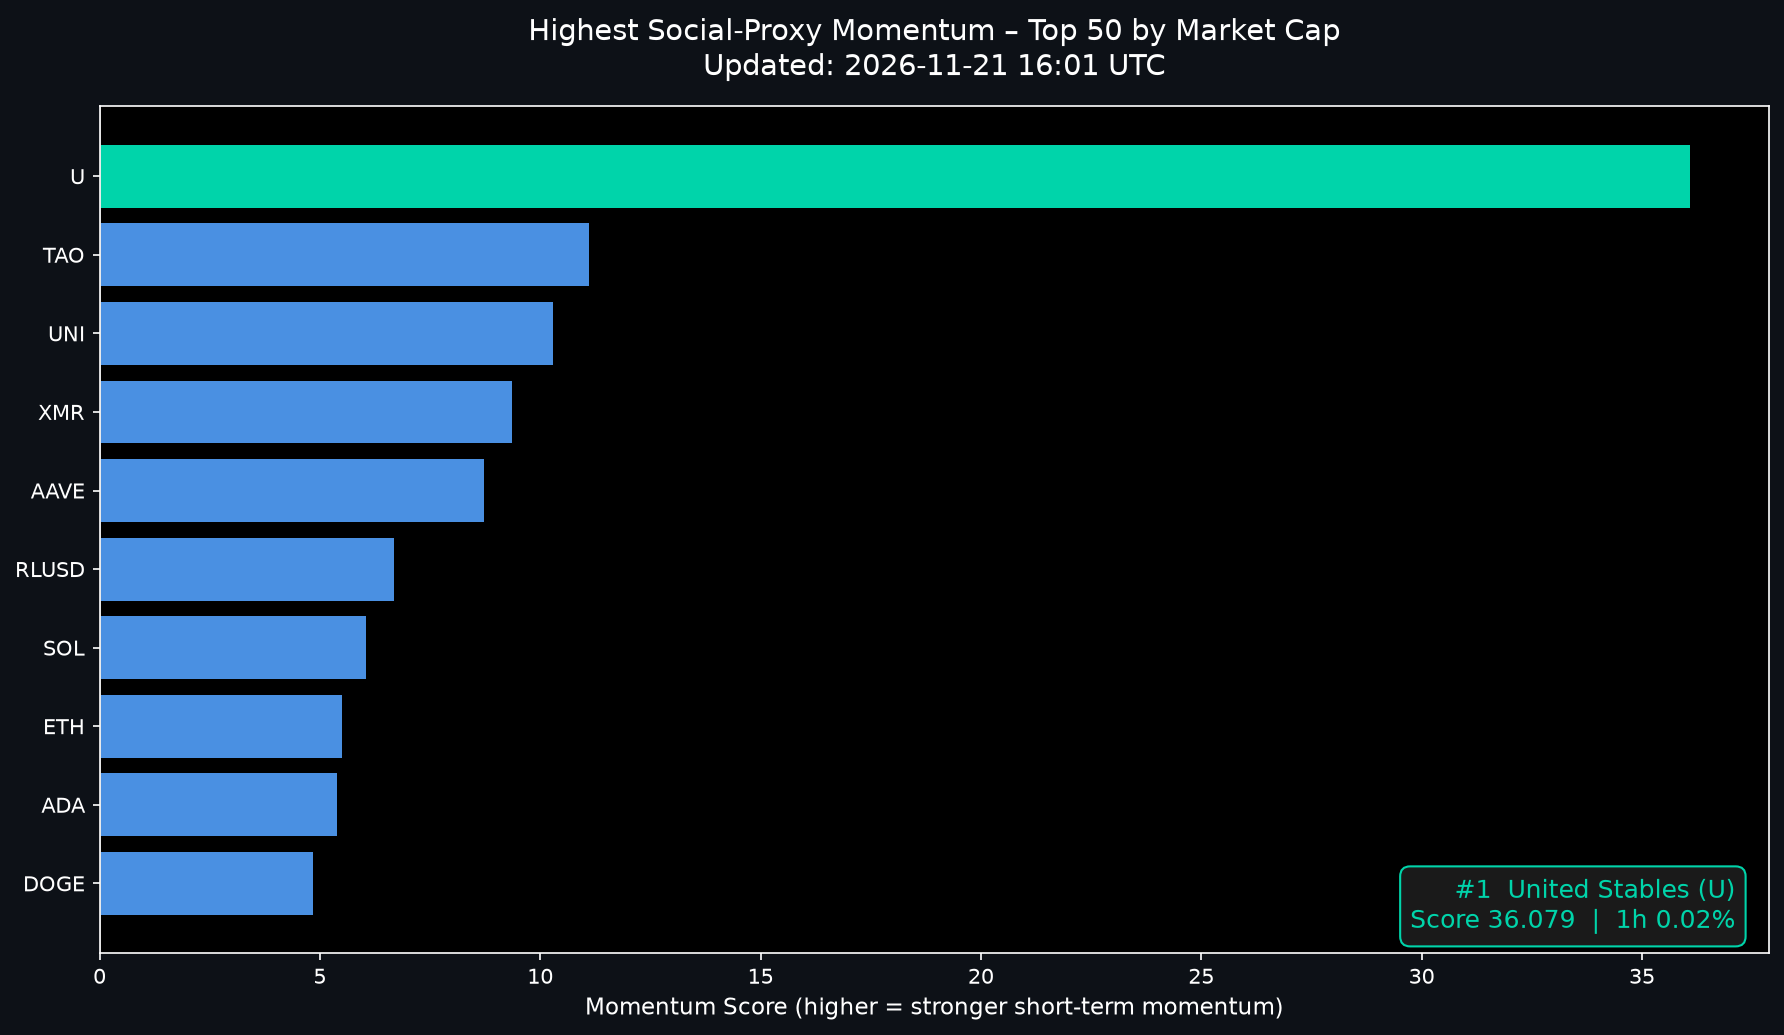 Highest Social-Proxy Momentum – Top 50 by Market Cap
Updated: 2026-11-21 16:01 UTC
U
TAO
UNI
XMR
AAVE
RLUSD
SOL
ETH
ADA
DOGE
#1  United Stables (U)
Score 36.079  |  1h 0.02%
0 5 10 15 20 25 30 35
Momentum Score (higher = stronger short-term momentum)